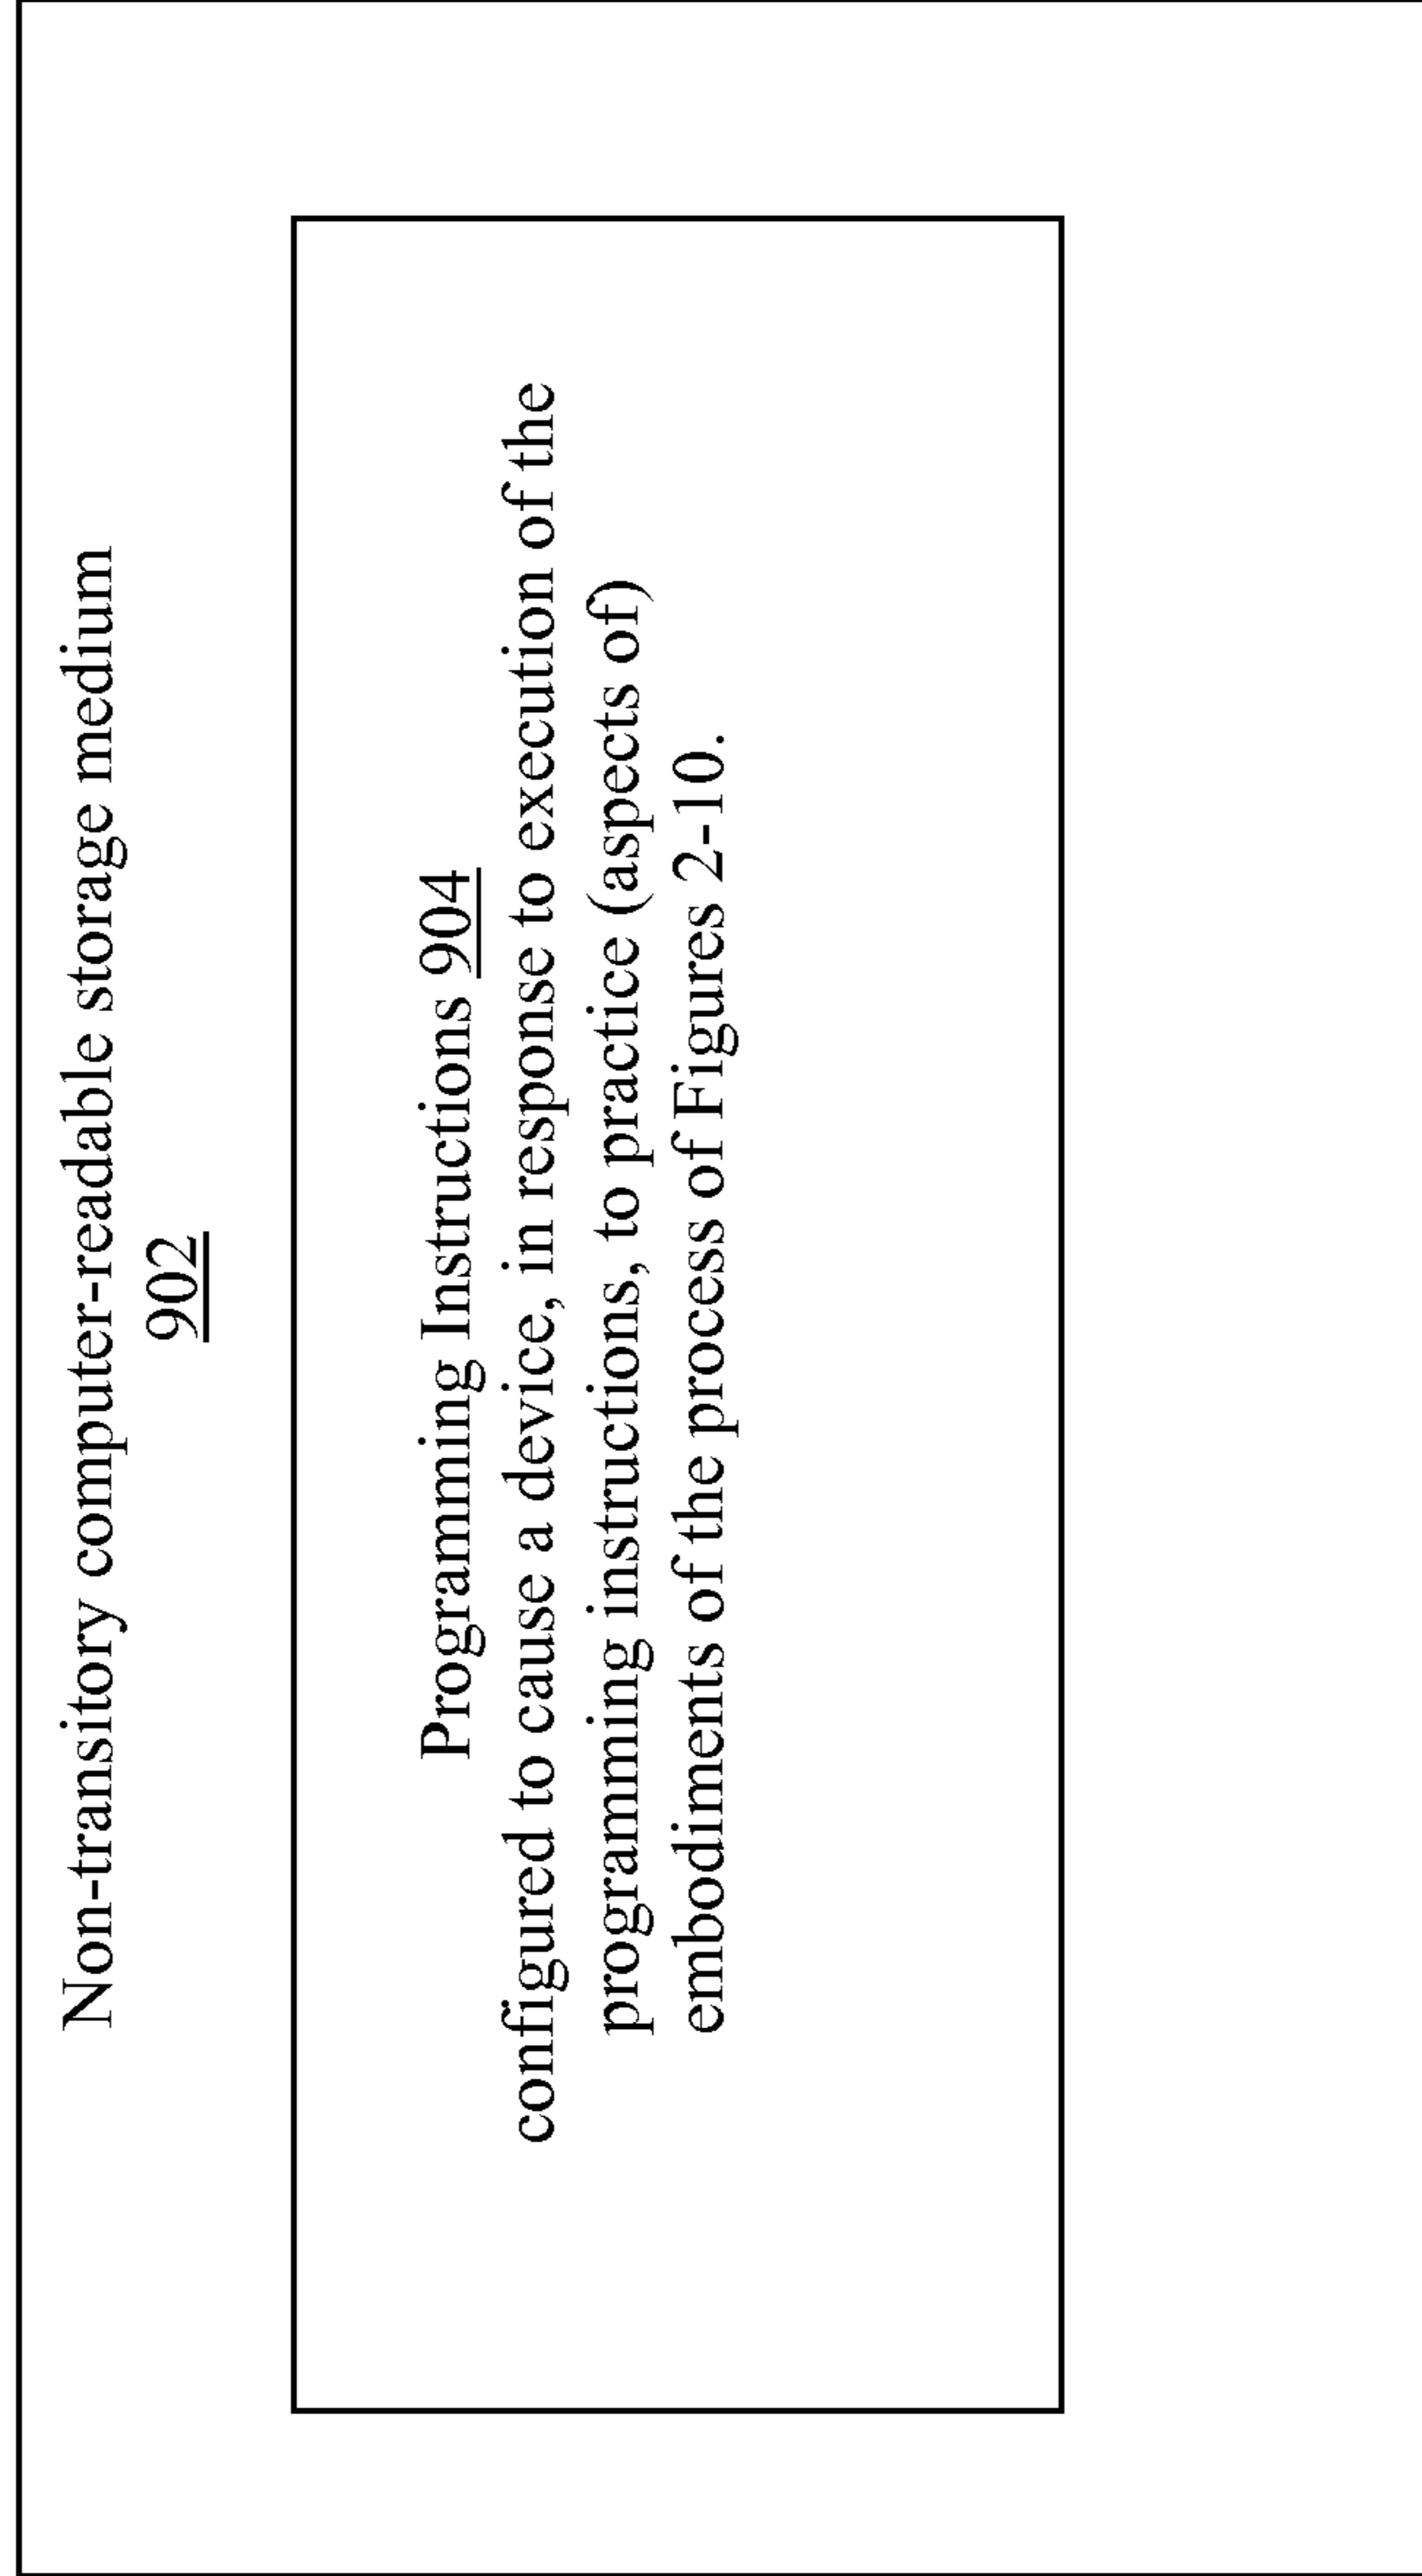 Non-transitory computer-readable storage medium
902
Programming Instructions 904
configured to cause a device, in response to execution of the
programming instructions, to practice (aspects of)
embodiments of the process of Figures 2-10.